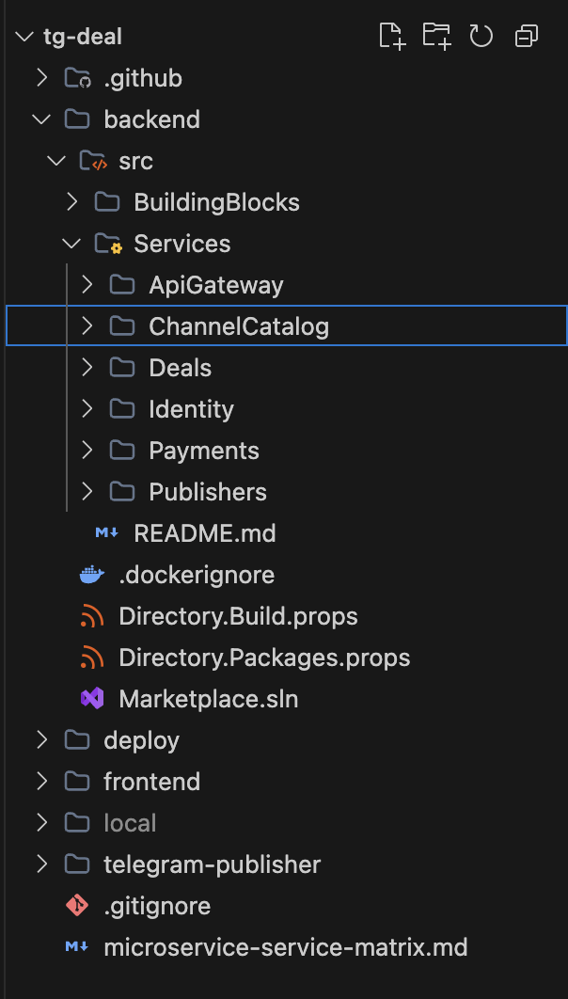 tg-deal
.github
backend
src
BuildingBlocks
Services
ApiGateway
ChannelCatalog
Deals
Identity
Payments
Publishers
README.md
.dockerignore
Directory.Build.props
Directory.Packages.props
Marketplace.sln
deploy
frontend
local
telegram-publisher
.gitignore
microservice-service-matrix.md